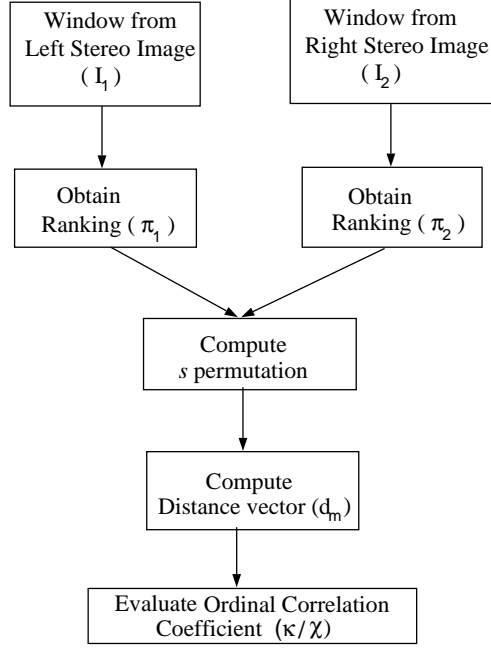 Window from
Left Stereo Image
( I₁ )
Window from
Right Stereo Image
( I₂ )
Obtain
Ranking ( π₁ )
Obtain
Ranking ( π₂ )
Compute
s permutation
Compute
Distance vector (dₘ)
Evaluate Ordinal Correlation
Coefficient (κ/χ)